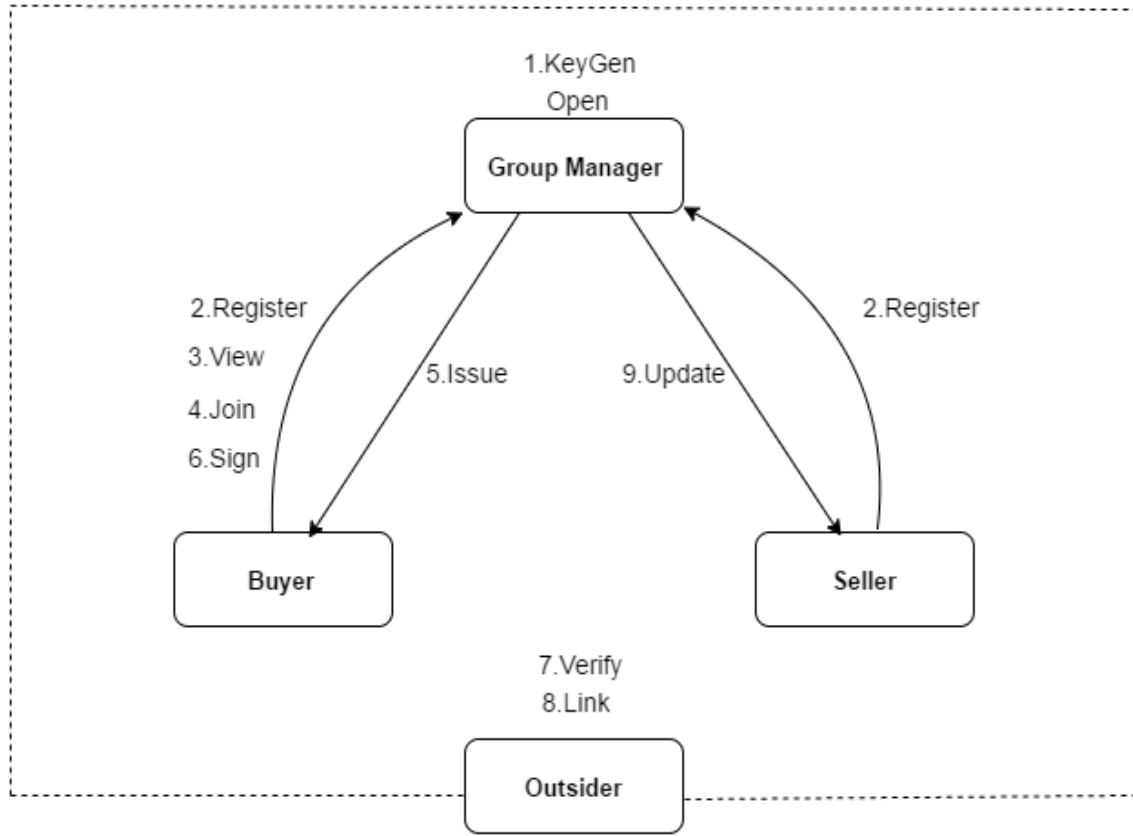 1.KeyGen
Open
Group Manager
2.Register
3.View
4.Join
6.Sign
5.Issue
9.Update
2.Register
Buyer
Seller
7.Verify
8.Link
Outsider